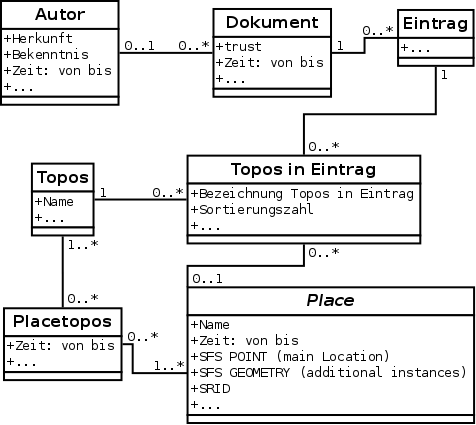 Autor
+Herkunft
+Bekenntnis
+Zeit: von bis
+...
0..1
0..*
Dokument
+trust
+Zeit: von bis
+...
1
0..*
Eintrag
+...
1
0..*
Topos
+Name
+...
1
0..*
Topos in Eintrag
+Bezeichnung Topos in Eintrag
+Sortierungszahl
+...
1..*
0..*
0..*
0..1
Placetopos
+Zeit: von bis
+...
0..*
1..*
Place
+Name
+Zeit: von bis
+SFS POINT (main Location)
+SFS GEOMETRY (additional instances)
+SRID
+...